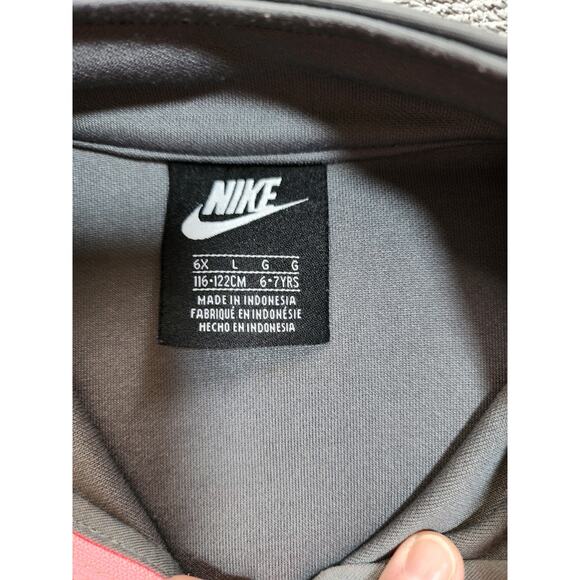 NIKE
6X L G G
116-122CM 6-7YRS
MADE IN INDONESIA
FABRIQUÉ EN INDONÉSIE
HECHO EN INDONESIA